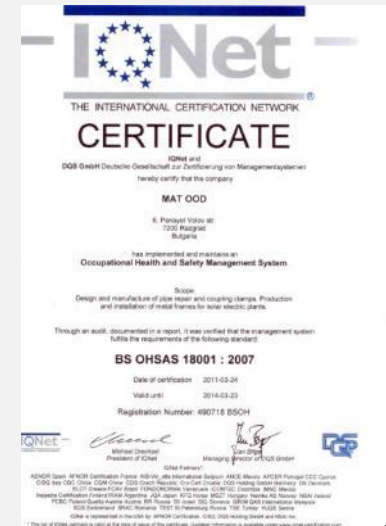 IQNet
®
THE INTERNATIONAL CERTIFICATION NETWORK
CERTIFICATE
IQNet and
DQS GmbH Deutsche Gesellschaft zur Zertifizierung von Managementsystemen
hereby certify that the company
MAT OOD
6, Panayot Volov str.
7200 Razgrad
Bulgaria
has implemented and maintains an
Occupational Health and Safety Management System
Scope:
Design and manufacture of pipe repair and coupling clamps. Production
and installation of metal frames for solar electric plants.
Through an audit, documented in a report, it was verified that the management system
fulfills the requirements of the following standard:
BS OHSAS 18001 : 2007
Date of certification 2011-03-24
Valid until 2014-03-23
Registration Number: 490718 BSOH
IQNet
Michael Drechsel
President of IQNet
Managing Director of DQS GmbH
DQS
IQNet Partners*: